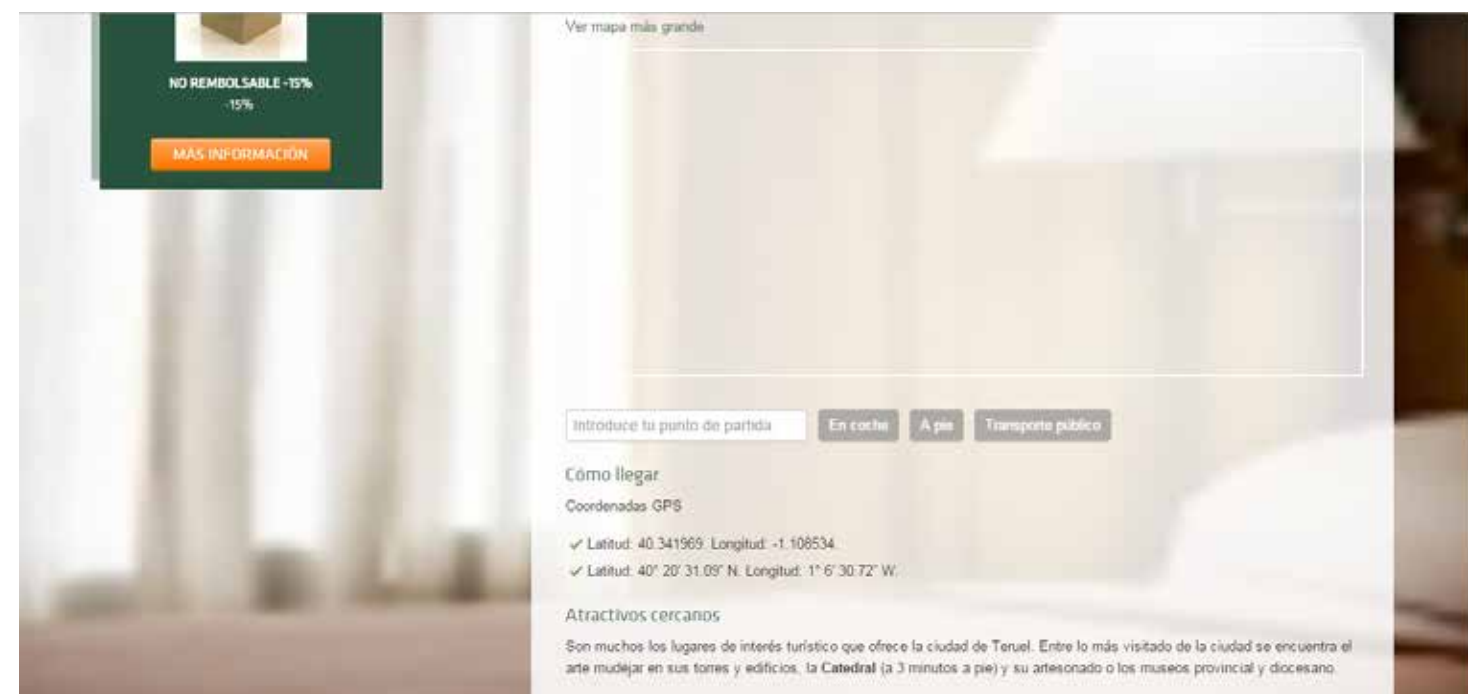 NO REMBOLSABLE -15%
-15%
MÁS INFORMACIÓN
Ver mapa más grande
Introduce tu punto de partida
En coche
A pie
Transporte público
Cómo llegar
Coordenadas GPS
✓ Latitud: 40.341969. Longitud: -1.108534.
✓ Latitud: 40° 20' 31.09" N. Longitud: 1° 6' 30.72" W.
Atractivos cercanos
Son muchos los lugares de interés turístico que ofrece la ciudad de Teruel. Entre lo más visitado de la ciudad se encuentra el
arte mudejar en sus torres y edificios, la Catedral (a 3 minutos a pie) y su artesonado o los museos provincial y diocesano.